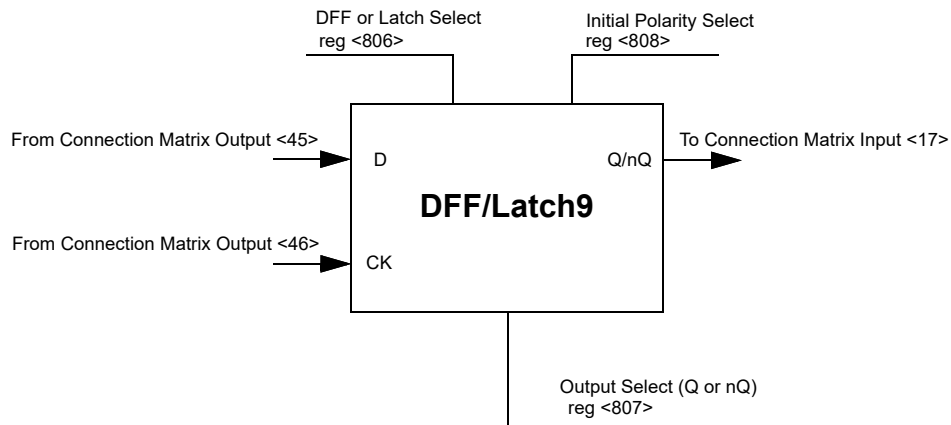 DFF or Latch Select
reg <806>
Initial Polarity Select
reg <808>
From Connection Matrix Output <45>
To Connection Matrix Input <17>
D
Q/nQ
DFF/Latch9
From Connection Matrix Output <46>
CK
Output Select (Q or nQ)
reg <807>